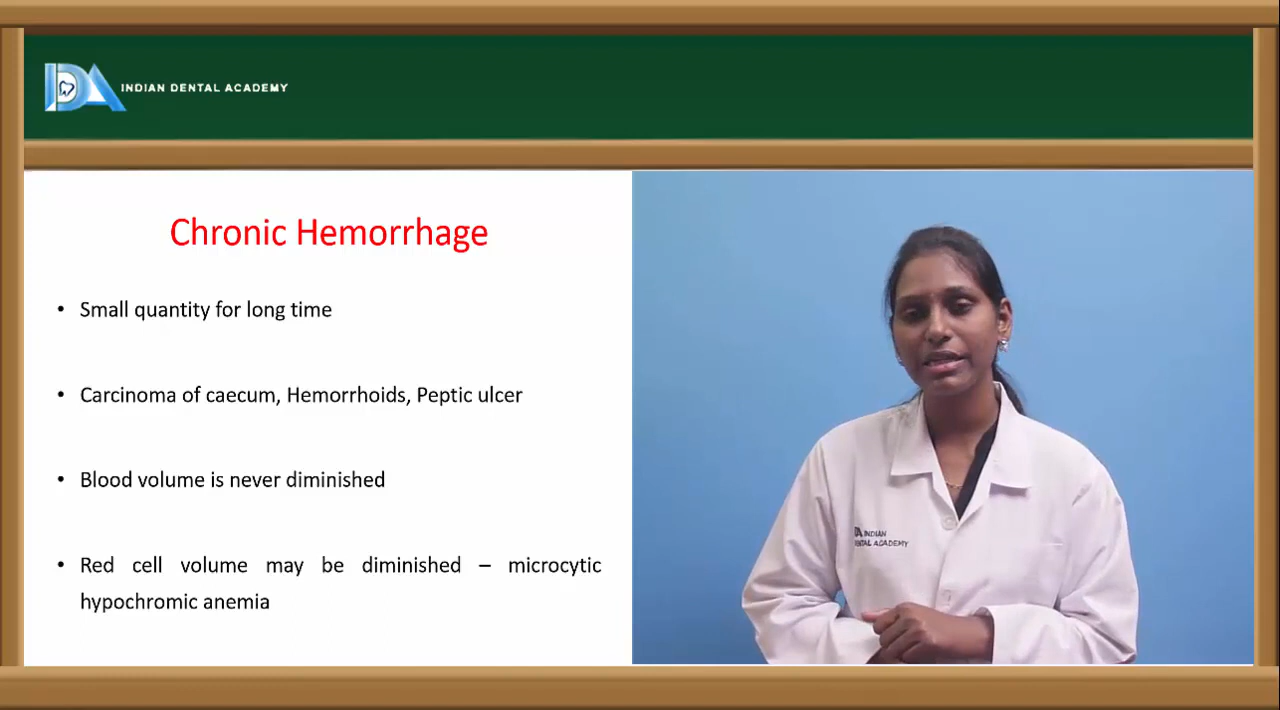 IDA INDIAN DENTAL ACADEMY
Chronic Hemorrhage
• Small quantity for long time
• Carcinoma of caecum, Hemorrhoids, Peptic ulcer
• Blood volume is never diminished
• Red cell volume may be diminished – microcytic
hypochromic anemia
INDIAN
DENTAL ACADEMY